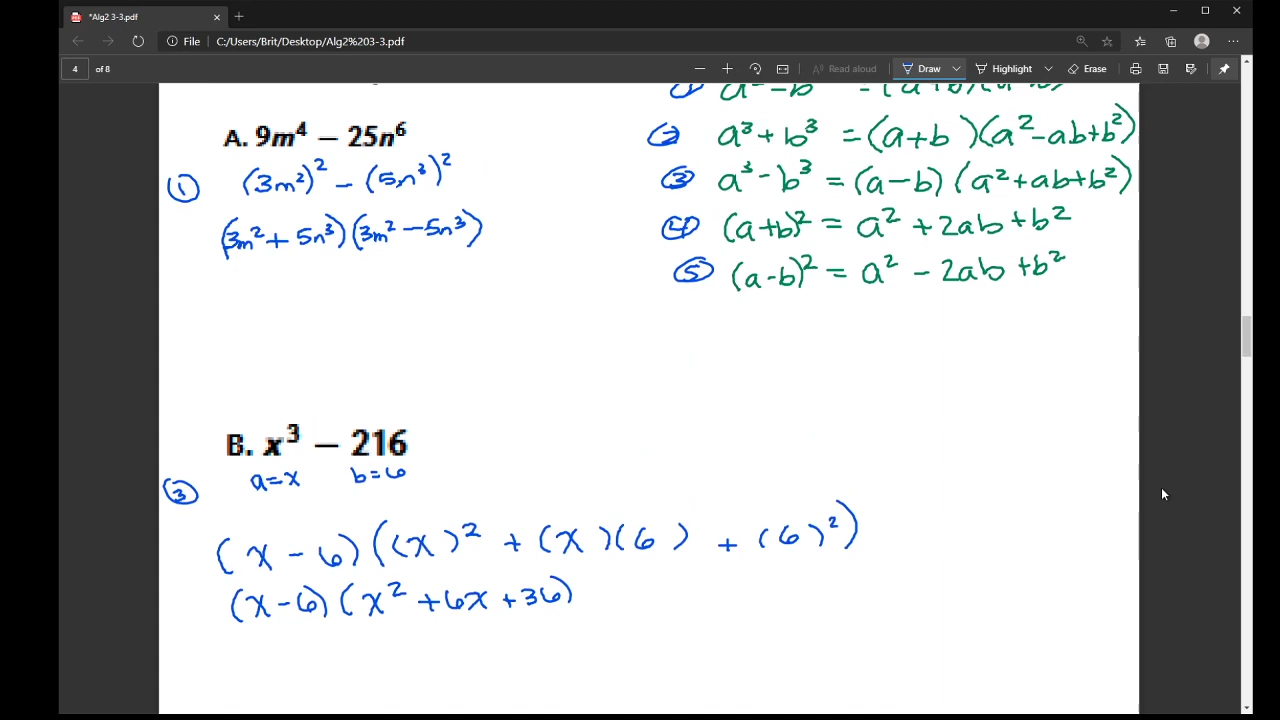 *Alg2 3-3.pdf
File C:/Users/Brit/Desktop/Alg2%203-3.pdf
4 of 8 Read aloud Draw Highlight Erase
A. 9m⁴ − 25n⁶
① (3m²)² − (5n³)²
(3m² + 5n³)(3m² − 5n³)
② a³ + b³ = (a+b)(a² − ab + b²)
③ a³ − b³ = (a−b)(a² + ab + b²)
④ (a+b)² = a² + 2ab + b²
⑤ (a−b)² = a² − 2ab + b²
B. x³ − 216
a=x b=6
③
(x − 6)((x)² + (x)(6) + (6)²)
(x − 6)(x² + 6x + 36)